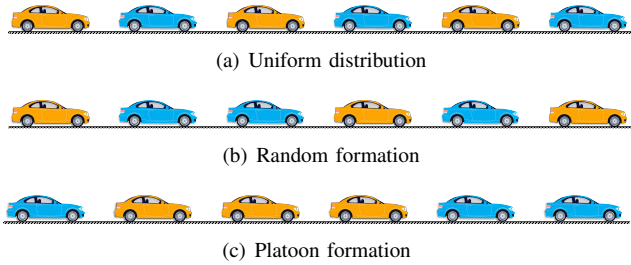 (a) Uniform distribution
(b) Random formation
(c) Platoon formation